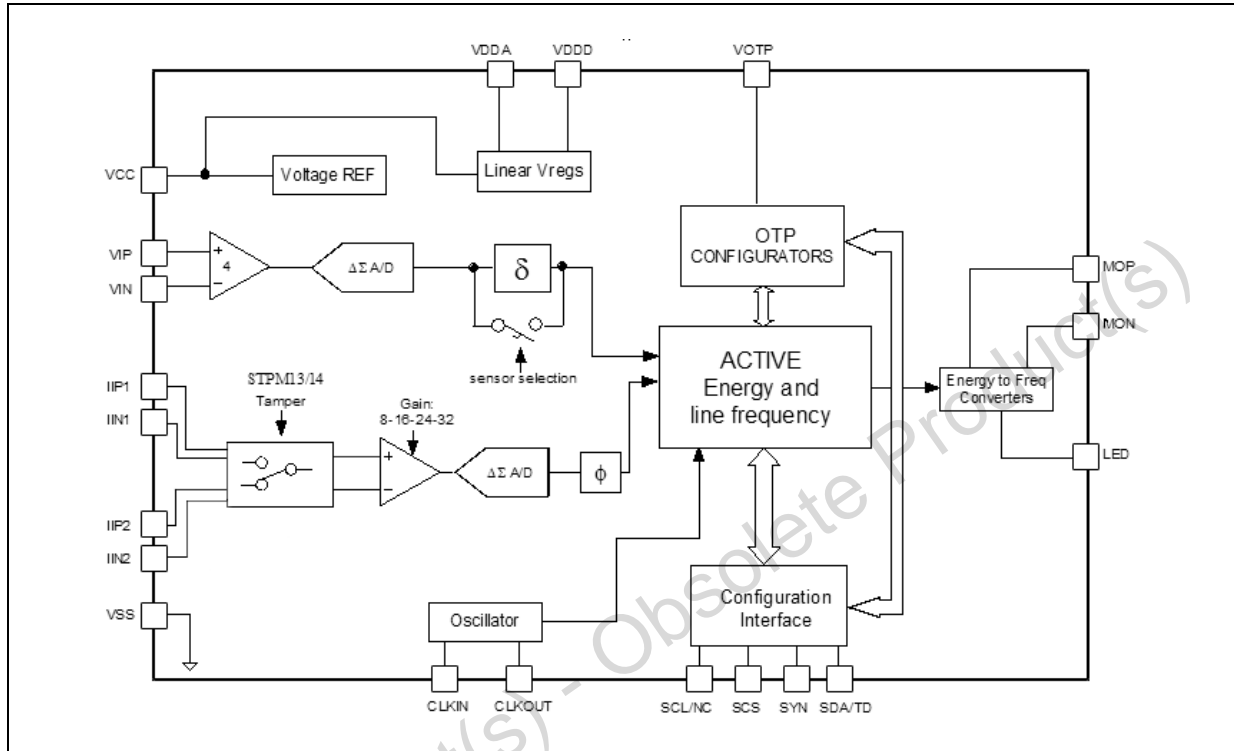 VDDA VDDD VOTP
VCC
Voltage REF
Linear Vregs
VIP
VIN
+
4
−
ΔΣ A/D
δ
OTP
CONFIGURATORS
MOP
MON
sensor selection
ACTIVE
Energy and
line frequency
Energy to Freq
Converters
LED
IIP1
IIN1
STPM13/14
Tamper
Gain:
8-16-24-32
+
−
ΔΣ A/D
ϕ
IIP2
IIN2
VSS
Oscillator
Configuration
Interface
CLKIN CLKOUT
SCL/NC SCS SYN SDA/TD
(s) - Obsolete Product(s)